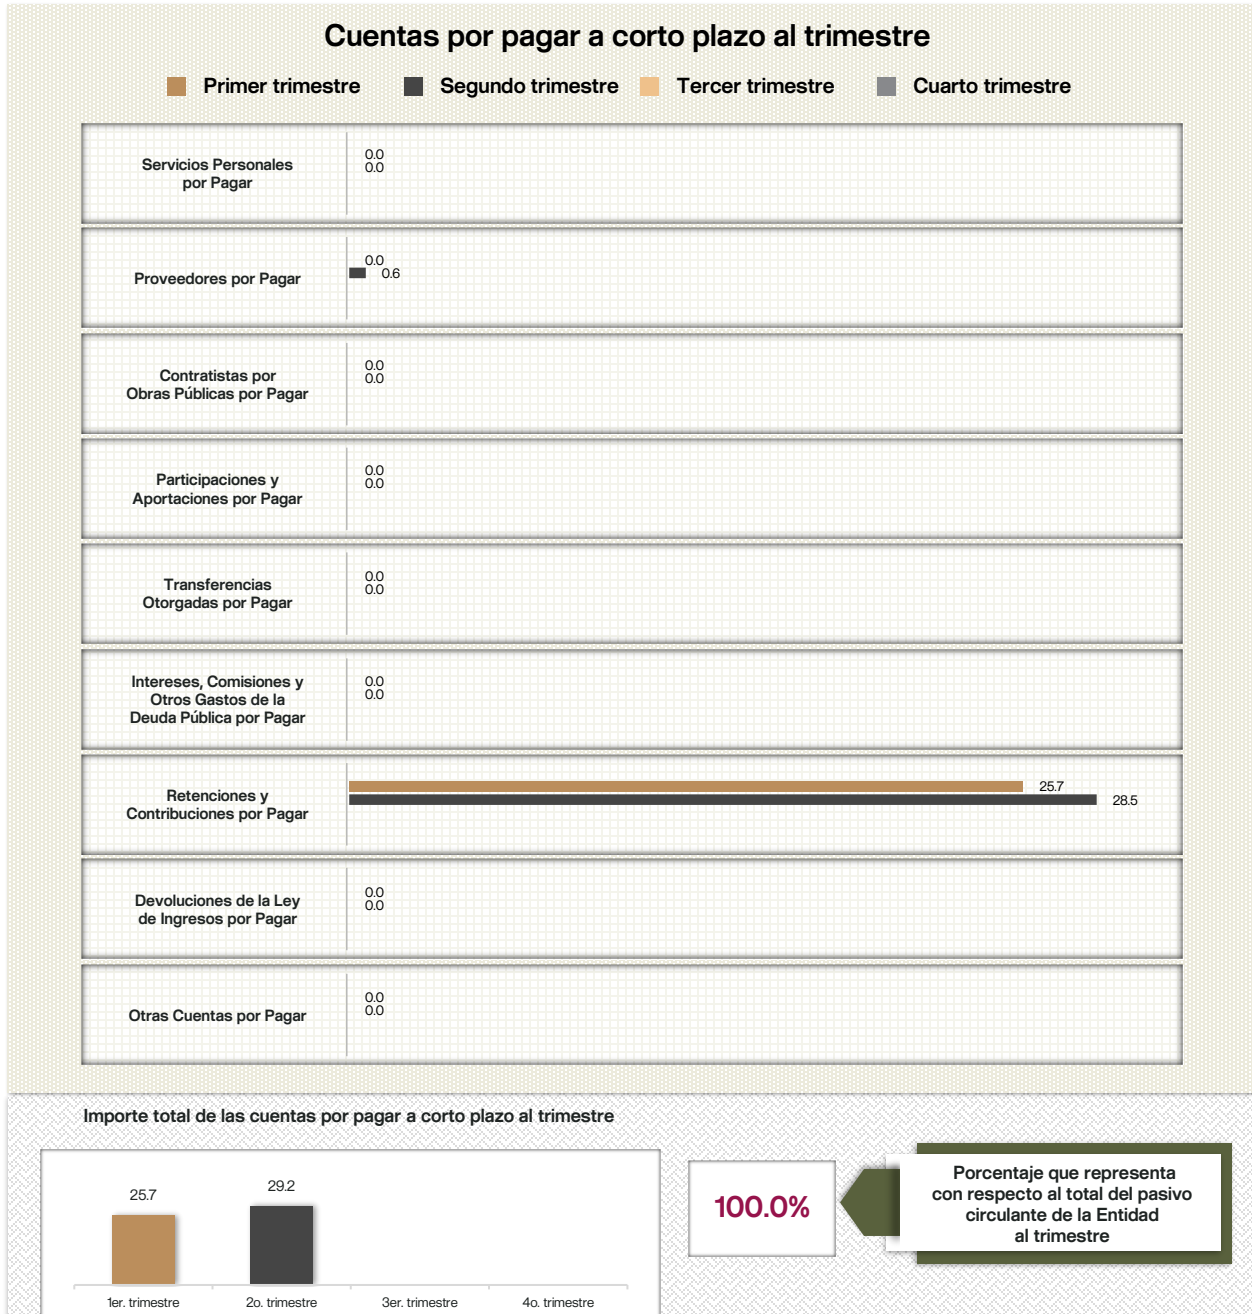 Cuentas por pagar a corto plazo al trimestre
Primer trimestre Segundo trimestre Tercer trimestre Cuarto trimestre
Servicios Personales
por Pagar
0.0
0.0
Proveedores por Pagar
0.0
0.6
Contratistas por
Obras Públicas por Pagar
0.0
0.0
Participaciones y
Aportaciones por Pagar
0.0
0.0
Transferencias
Otorgadas por Pagar
0.0
0.0
Intereses, Comisiones y
Otros Gastos de la
Deuda Pública por Pagar
0.0
0.0
Retenciones y
Contribuciones por Pagar
25.7
28.5
Devoluciones de la Ley
de Ingresos por Pagar
0.0
0.0
Otras Cuentas por Pagar
0.0
0.0
Importe total de las cuentas por pagar a corto plazo al trimestre
25.7 29.2
1er. trimestre 2o. trimestre 3er. trimestre 4o. trimestre
100.0%
Porcentaje que representa
con respecto al total del pasivo
circulante de la Entidad
al trimestre